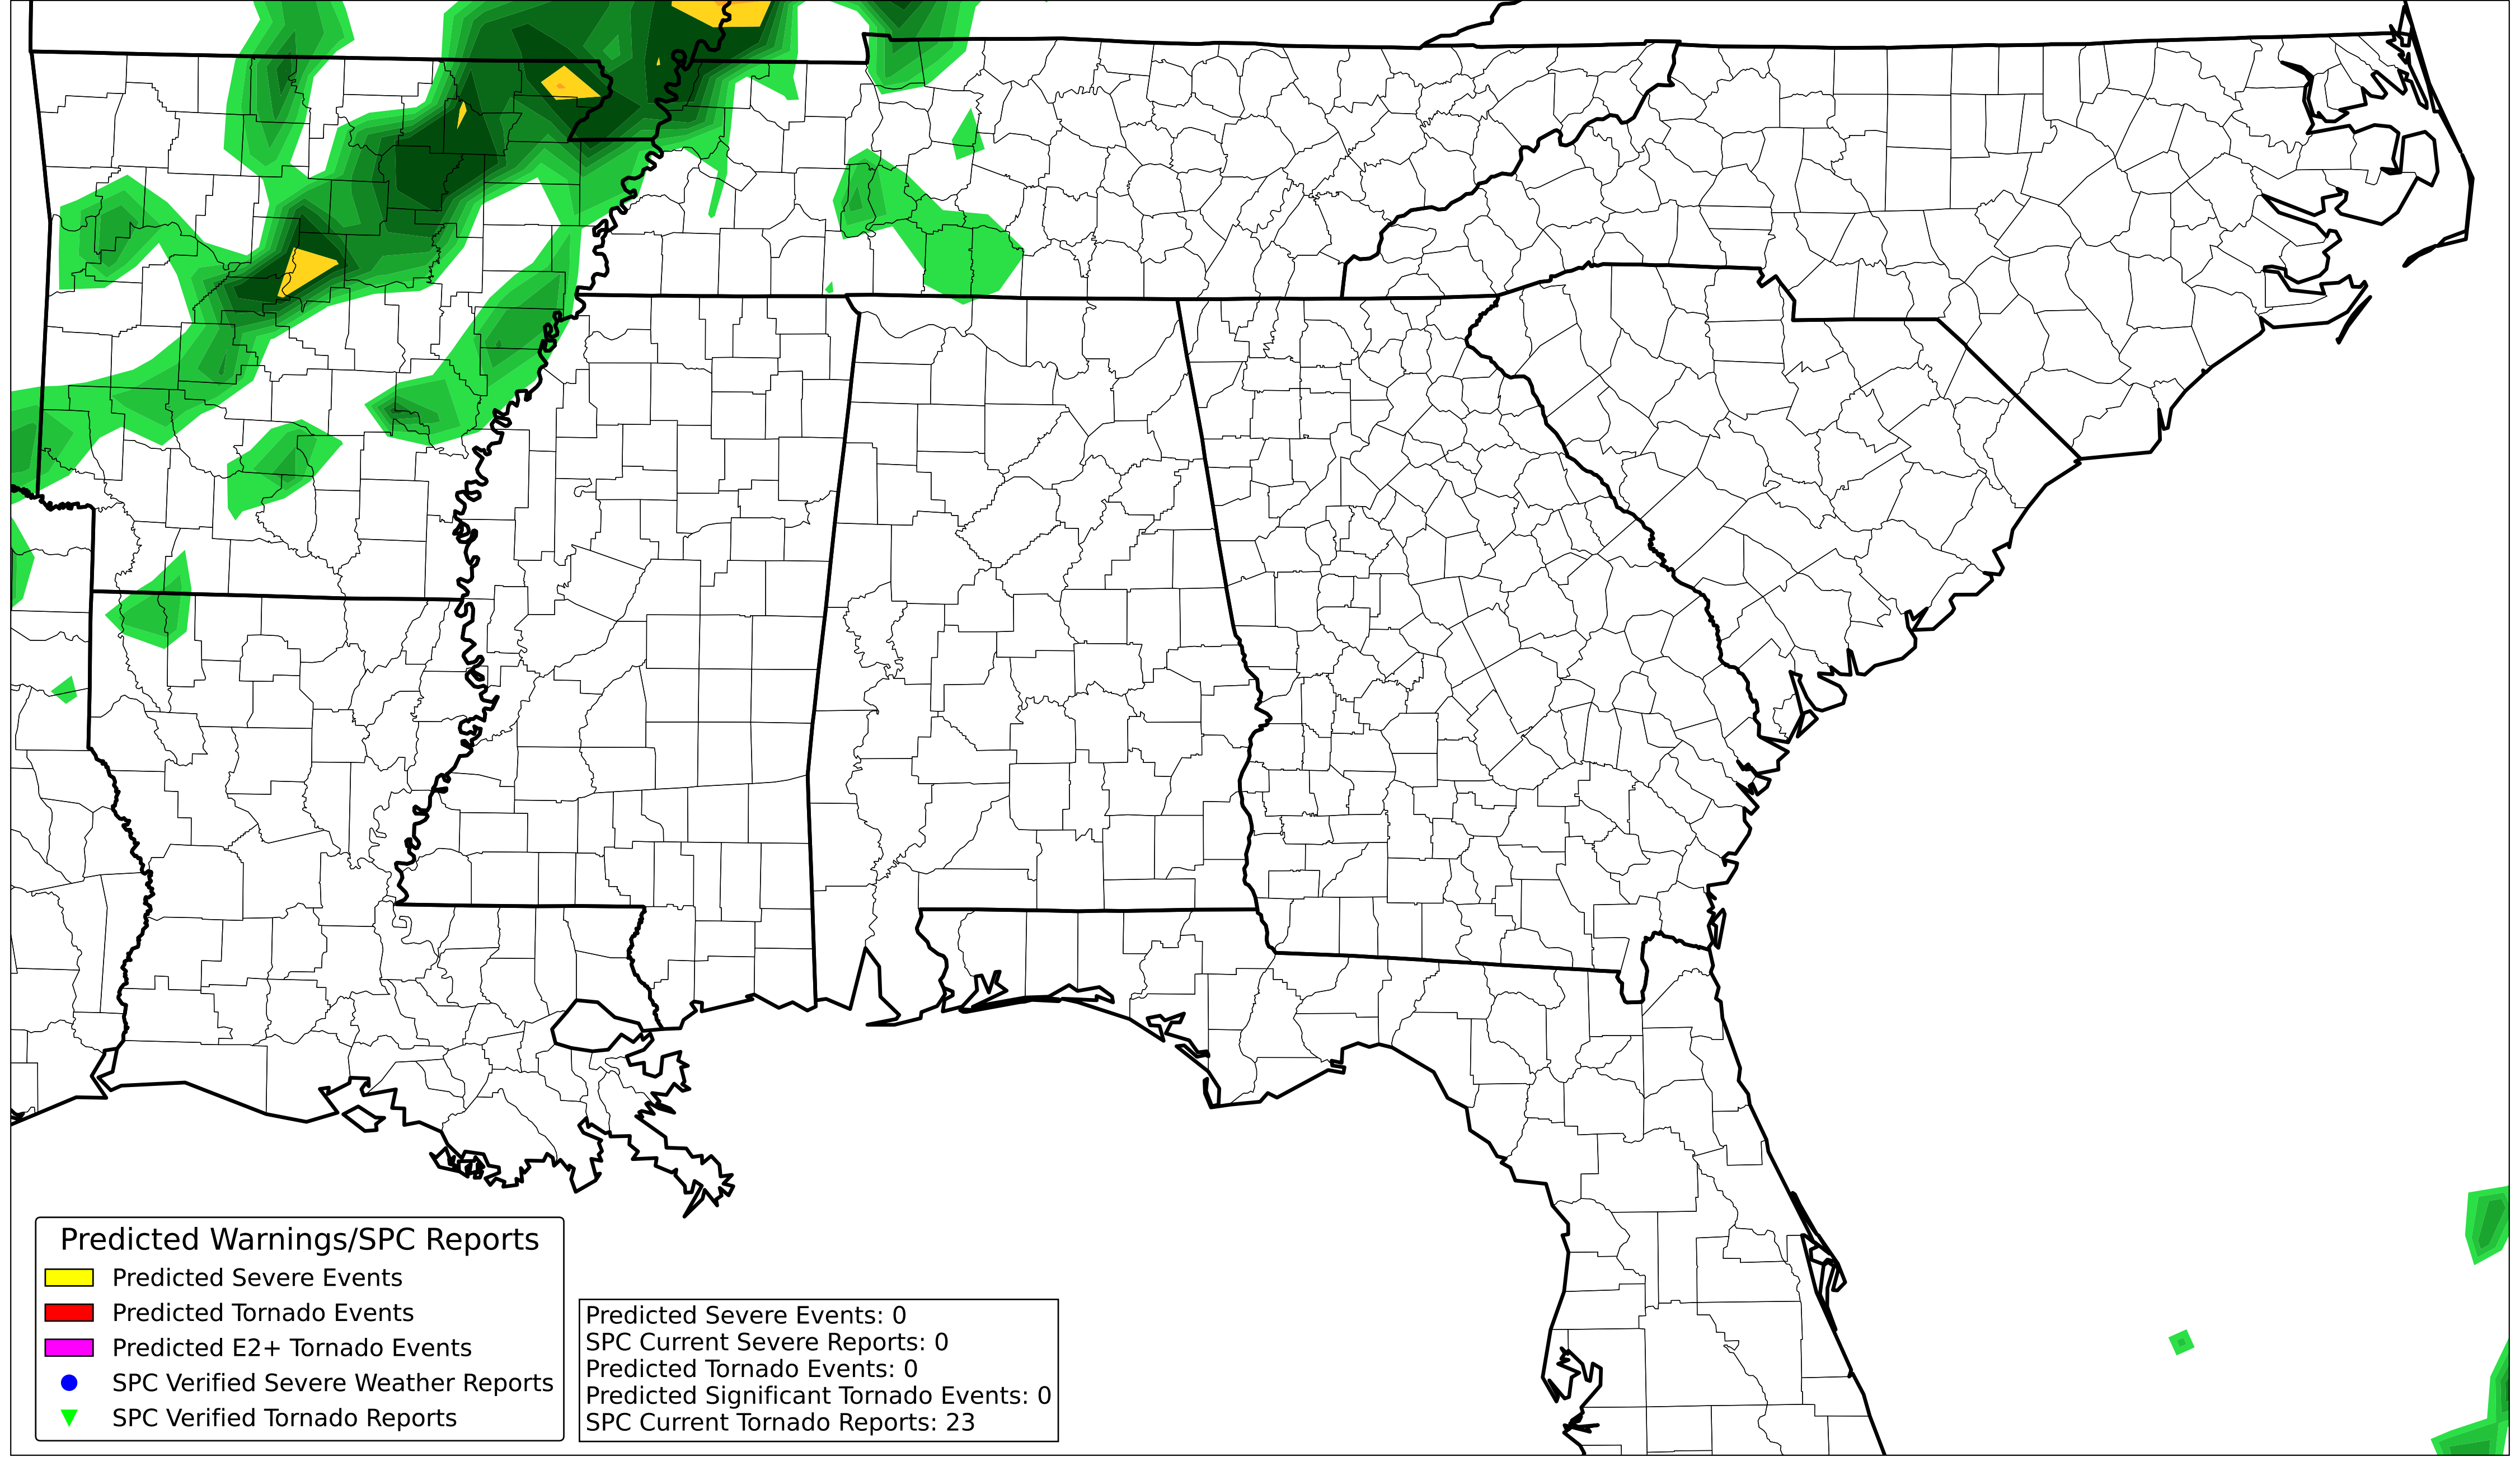 Predicted Warnings/SPC Reports
Predicted Severe Events
Predicted Tornado Events
Predicted E2+ Tornado Events
SPC Verified Severe Weather Reports
SPC Verified Tornado Reports
Predicted Severe Events: 0
SPC Current Severe Reports: 0
Predicted Tornado Events: 0
Predicted Significant Tornado Events: 0
SPC Current Tornado Reports: 23